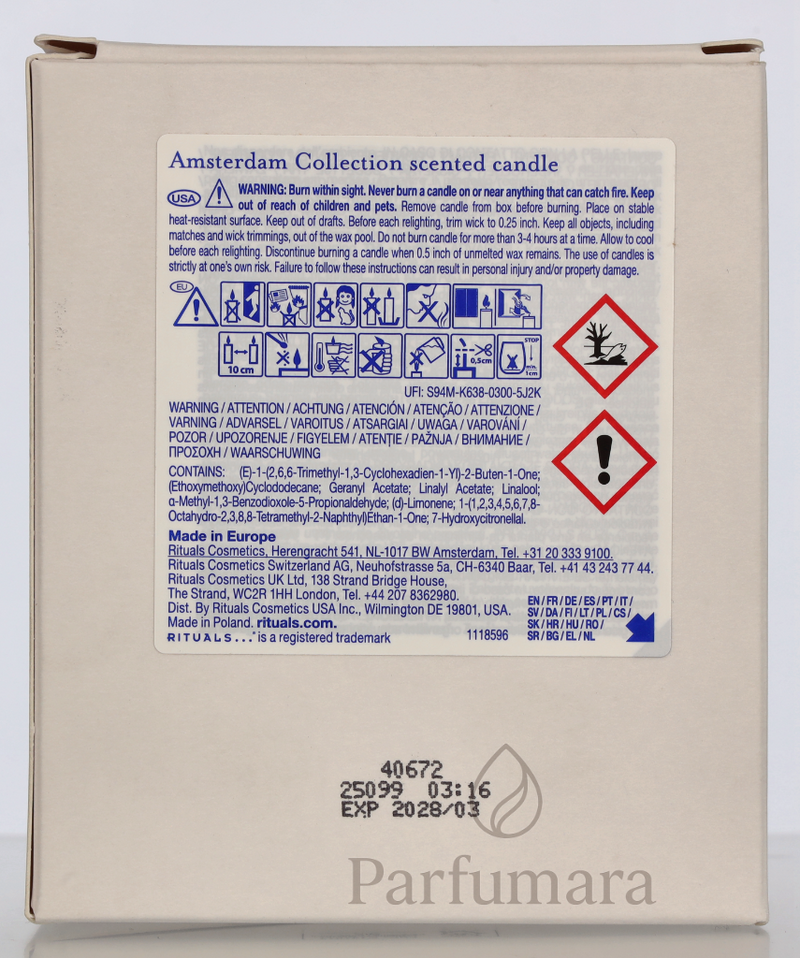 Amsterdam Collection scented candle
USA WARNING: Burn within sight. Never burn a candle on or near anything that can catch fire. Keep
out of reach of children and pets. Remove candle from box before burning. Place on stable
heat-resistant surface. Keep out of drafts. Before each relighting, trim wick to 0.25 inch. Keep all objects, including
matches and wick trimmings, out of the wax pool. Do not burn candle for more than 3-4 hours at a time. Allow to cool
before each relighting. Discontinue burning a candle when 0.5 inch of unmelted wax remains. The use of candles is
strictly at one's own risk. Failure to follow these instructions can result in personal injury and/or property damage.
EU
10 cm
0,5cm
STOP
min.
1cm
UFI: S94M-K638-0300-5J2K
WARNING / ATTENTION / ACHTUNG / ATENCIÓN / ATENÇÃO / ATTENZIONE /
VARNING / ADVARSEL / VAROITUS / ATSARGIAI / UWAGA / VAROVÁNÍ /
POZOR / UPOZORENJE / FIGYELEM / ATENȚIE / PAŽNJA / ВНИМАНИЕ /
ΠΡΟΣΟΧΗ / WAARSCHUWING
CONTAINS: (E)-1-(2,6,6-Trimethyl-1,3-Cyclohexadien-1-Yl)-2-Buten-1-One;
(Ethoxymethoxy)Cyclododecane; Geranyl Acetate; Linalyl Acetate; Linalool;
α-Methyl-1,3-Benzodioxole-5-Propionaldehyde; (d)-Limonene; 1-(1,2,3,4,5,6,7,8-
Octahydro-2,3,8,8-Tetramethyl-2-Naphthyl)Ethan-1-One; 7-Hydroxycitronellal.
Made in Europe
Rituals Cosmetics, Herengracht 541, NL-1017 BW Amsterdam, Tel. +31 20 333 9100.
Rituals Cosmetics Switzerland AG, Neuhofstrasse 5a, CH-6340 Baar, Tel. +41 43 243 77 44.
Rituals Cosmetics UK Ltd, 138 Strand Bridge House,
The Strand, WC2R 1HH London, Tel. +44 207 8362980.
Dist. By Rituals Cosmetics USA Inc., Wilmington DE 19801, USA.
Made in Poland. rituals.com.
RITUALS...® is a registered trademark
1118596
EN / FR / DE / ES / PT / IT /
SV / DA / FI / LT / PL / CS /
SK / HR / HU / RO /
SR / BG / EL / NL
40672
25099 03:16
EXP 2028/03
Parfumara